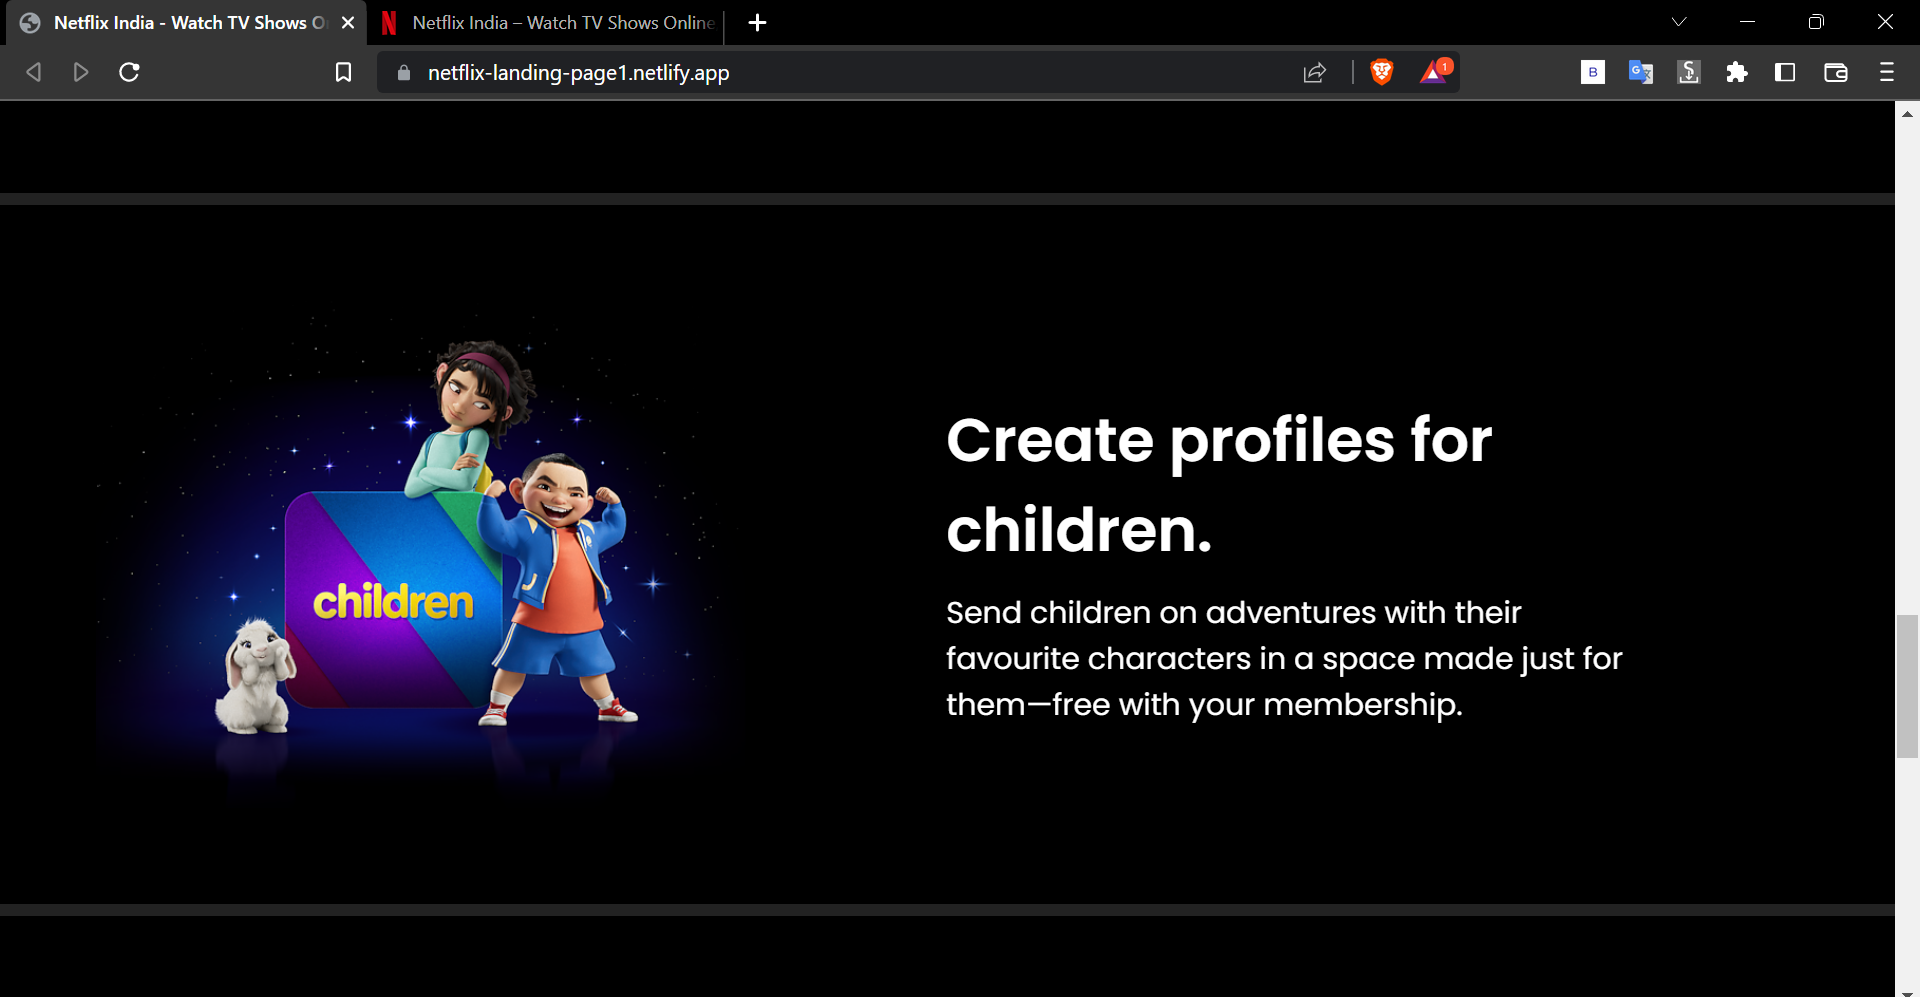 Netflix India - Watch TV Shows O
Netflix India – Watch TV Shows Online
netflix-landing-page1.netlify.app
1
B
G
S
Create profiles for
children.
Send children on adventures with their
favourite characters in a space made just for
them—free with your membership.
children